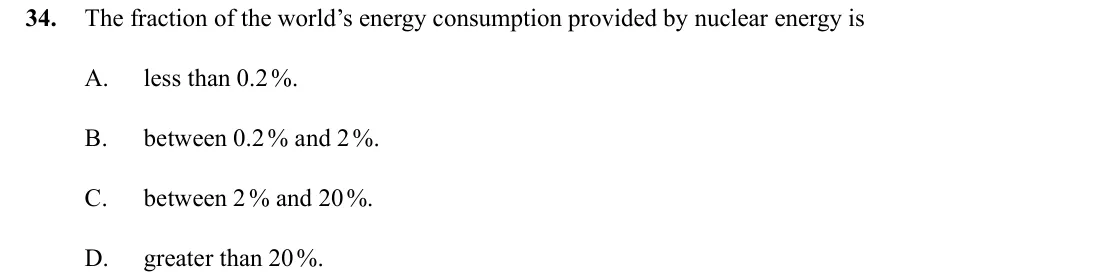 34. The fraction of the world’s energy consumption provided by nuclear energy is
A. less than 0.2%.
B. between 0.2% and 2%.
C. between 2% and 20%.
D. greater than 20%.